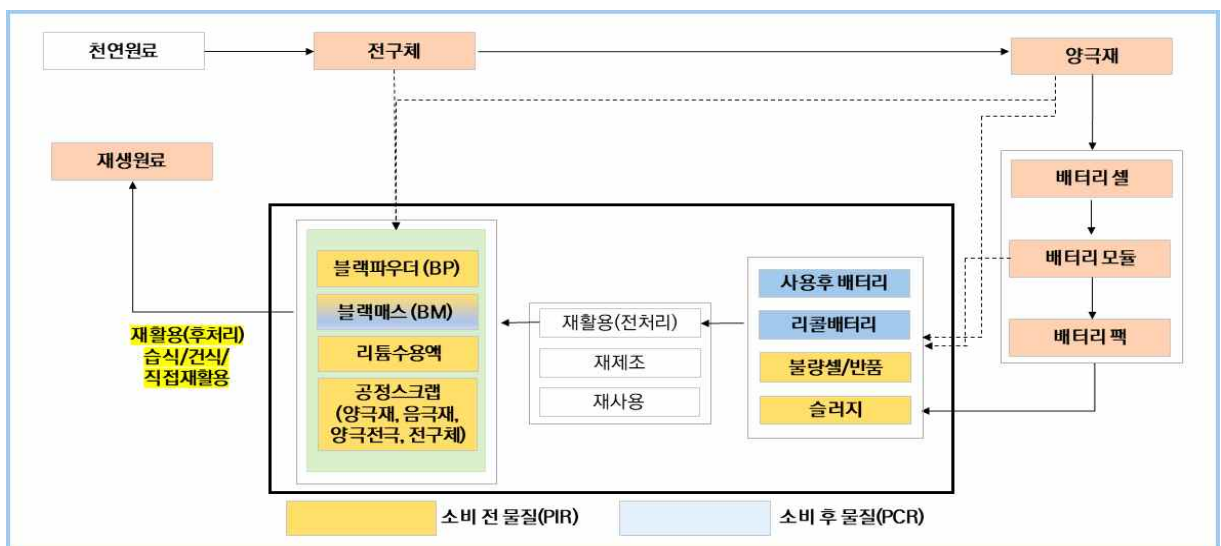 천연원료
전구체
양극재
재생원료
배터리 셀
배터리 모듈
배터리 팩
블랙파우더 (BP)
블랙매스 (BM)
리튬수용액
공정스크랩
(양극재, 음극재,
양극전극, 전구체)
재활용(전처리)
재제조
재사용
사용후 배터리
리콜배터리
불량셀/반품
슬러지
재활용(후처리)
습식/건식/
직접재활용
소비 전 물질(PIR)
소비 후 물질(PCR)